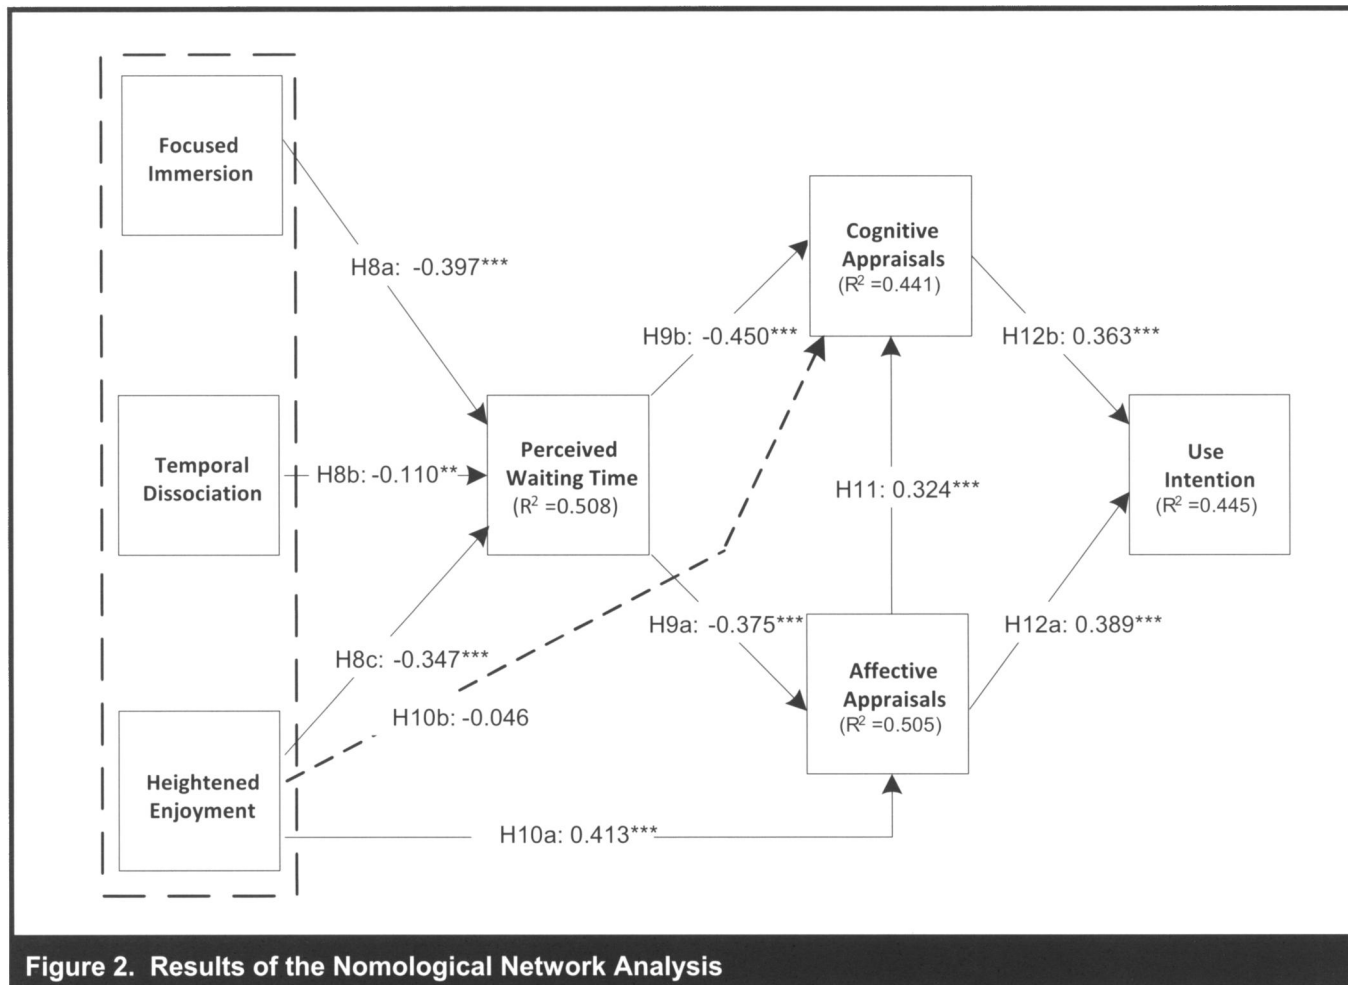 Focused
Immersion
H8a: -0.397***
Cognitive
Appraisals
(R² =0.441)
H9b: -0.450***
H12b: 0.363***
Temporal
Dissociation
H8b: -0.110**
Perceived
Waiting Time
(R² =0.508)
H11: 0.324***
Use
Intention
(R² =0.445)
H8c: -0.347***
H9a: -0.375***
H12a: 0.389***
H10b: -0.046
Affective
Appraisals
(R² =0.505)
Heightened
Enjoyment
H10a: 0.413***
Figure 2. Results of the Nomological Network Analysis